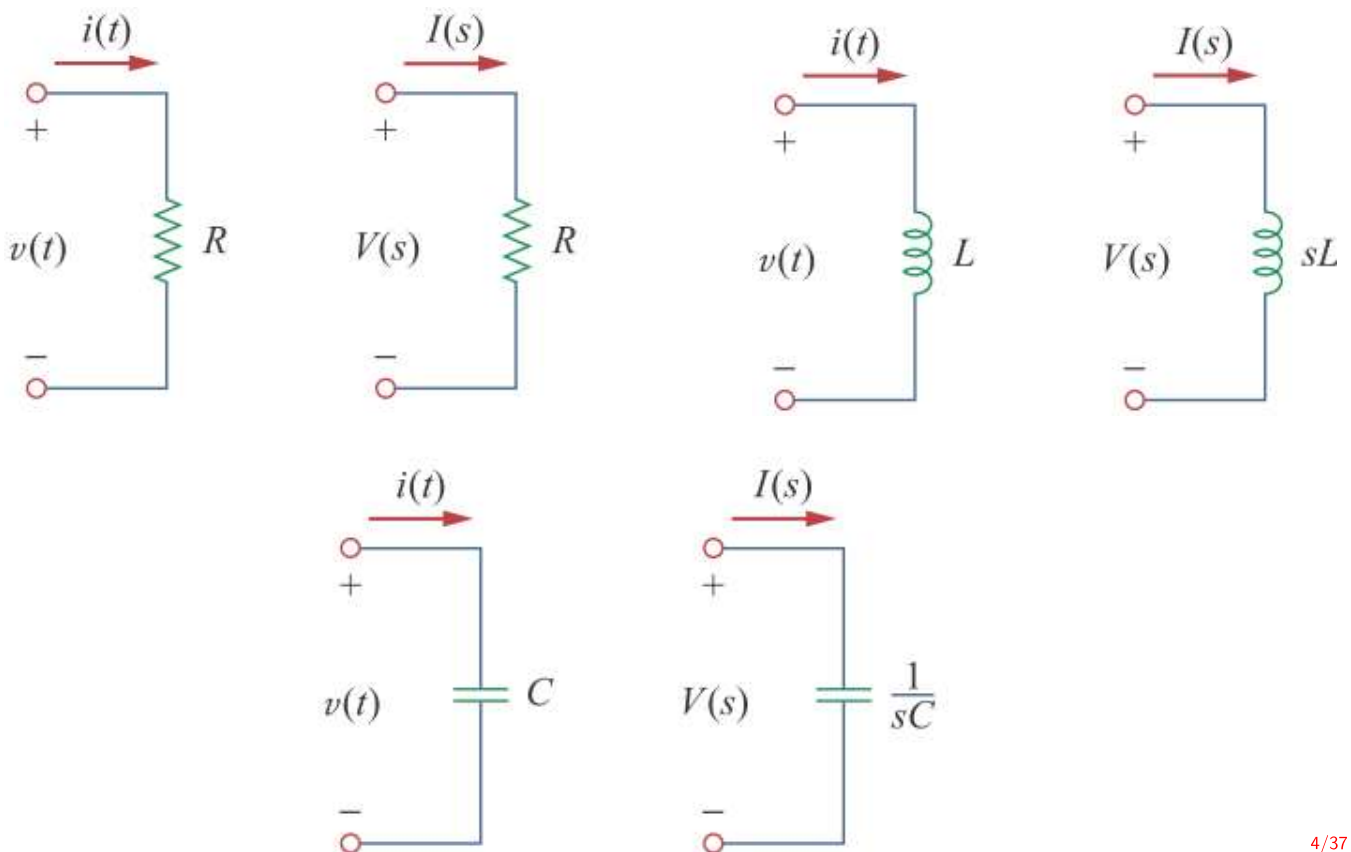 i(t) I(s) i(t) I(s)
+ + + +
v(t) R V(s) R v(t) L V(s) sL
− − − −
i(t) I(s)
+ +
v(t) C V(s) 1/sC
− −
4/37